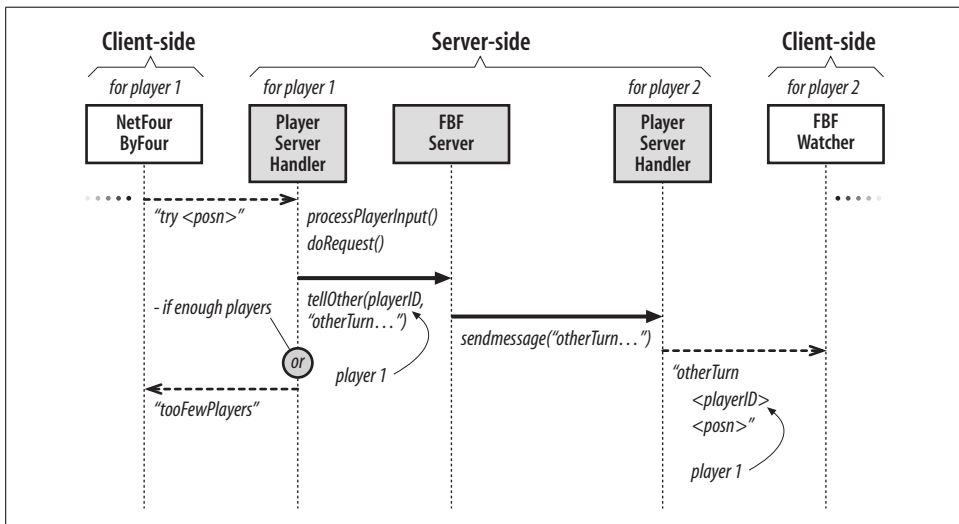 Client-side
Server-side
Client-side
for player 1
for player 1
for player 2
for player 2
NetFour
ByFour
Player
Server
Handler
FBF
Server
Player
Server
Handler
FBF
Watcher
“try <posn>”
processPlayerInput()
doRequest()
- if enough players
tellOther(playerID,
“otherTurn...”)
sendmessage(“otherTurn...”)
or
player 1
“tooFewPlayers”
“otherTurn
<playerID>
<posn>”
player 1